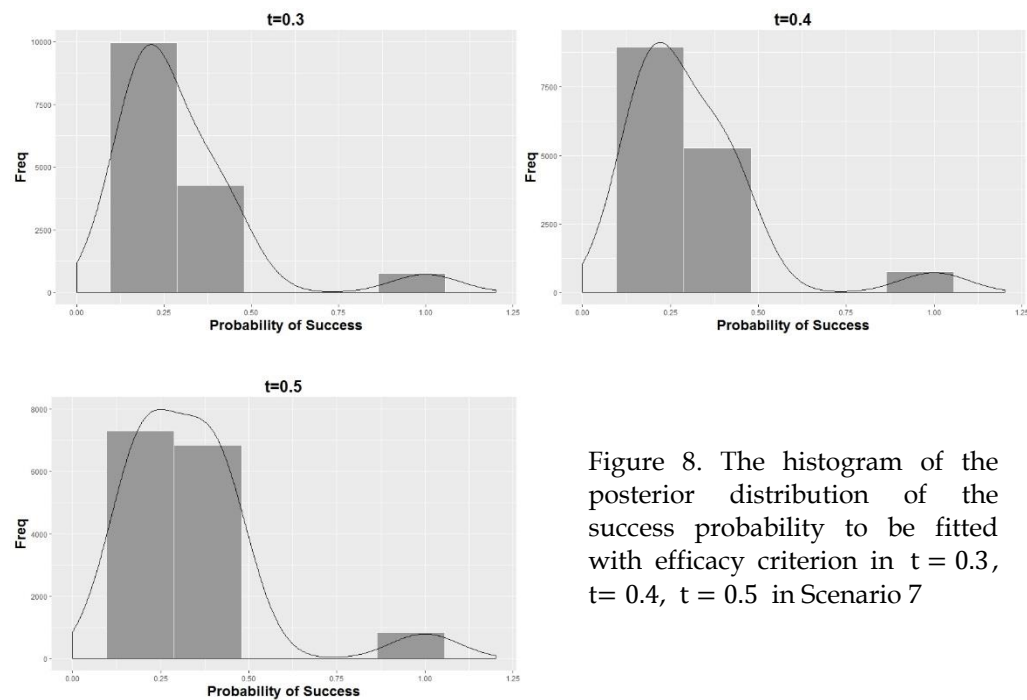 t=0.3
10000
7500
5000
2500
0
Freq
0.00 0.25 0.50 0.75 1.00 1.25
Probability of Success
t=0.4
7500
5000
2500
0
Freq
0.00 0.25 0.50 0.75 1.00 1.25
Probability of Success
t=0.5
8000
6000
4000
2000
0
Freq
0.00 0.25 0.50 0.75 1.00 1.25
Probability of Success
Figure 8. The histogram of the
posterior distribution of the
success probability to be fitted
with efficacy criterion in t = 0.3,
t= 0.4, t = 0.5 in Scenario 7